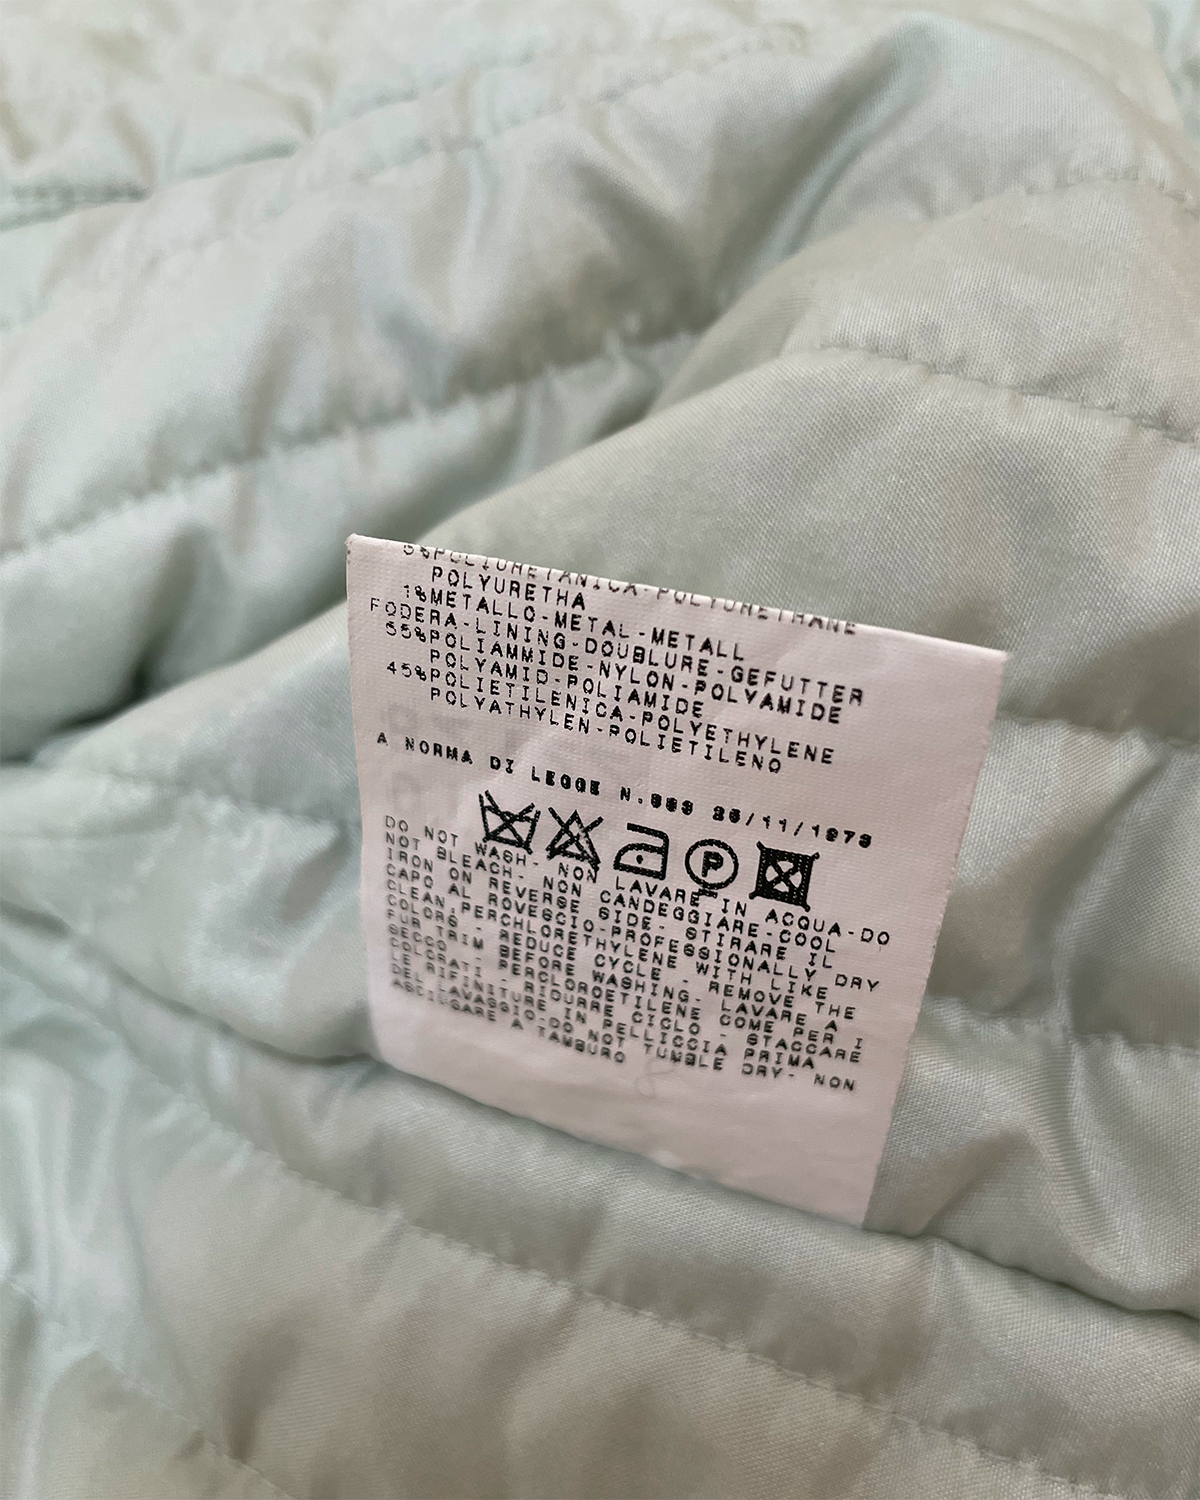 5%POLIURETANICA-POLYURETHANE
POLYURETHA
1%METALLO-METAL-METALL
FODERA-LINING-DOUBLURE-GEFUTTER
55%POLIAMMIDE-NYLON-POLYAMIDE
POLYAMID-POLIAMIDE
45%POLIETILENICA-POLYETHYLENE
POLYATHYLEN-POLIETILENO
A NORMA DI LEGGE N.883 26/11/1973
P
DO NOT WASH- NON LAVARE IN ACQUA-DO
NOT BLEACH- NON CANDEGGIARE-COOL
IRON ON REVERSE SIDE- STIRARE IL
CAPO AL ROVESCIO-PROFESSIONALLY DRY
CLEAN,PERCHLORETHYLENE WITH LIKE
COLORS - REDUCE CYCLE - REMOVE THE
FUR TRIM BEFORE WASHING- LAVARE A
SECCO - PERCLOROETILENE COME PER I
COLORATI - RIDURRE CICLO - STACCARE
LE RIFINITURE IN PELLICCIA PRIMA
DEL LAVAGGIO-DO NOT TUMBLE DRY- NON
ASCIUGARE A TAMBURO